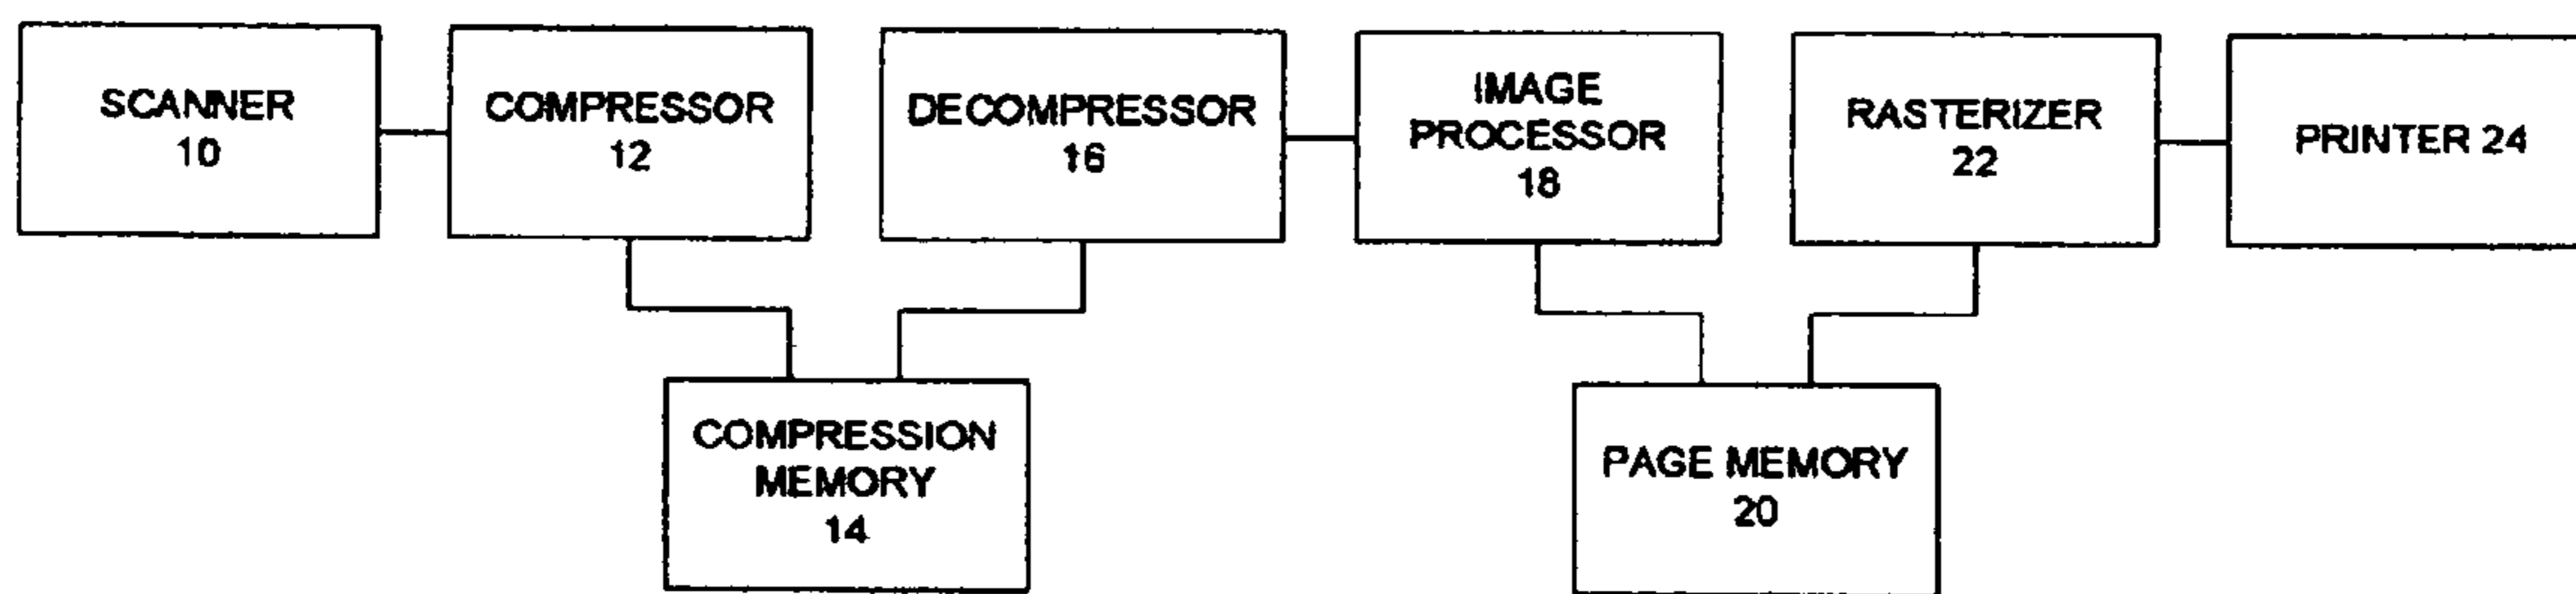 SCANNER
10
COMPRESSOR
12
DECOMPRESSOR
16
IMAGE
PROCESSOR
18
RASTERIZER
22
PRINTER 24
COMPRESSION
MEMORY
14
PAGE MEMORY
20